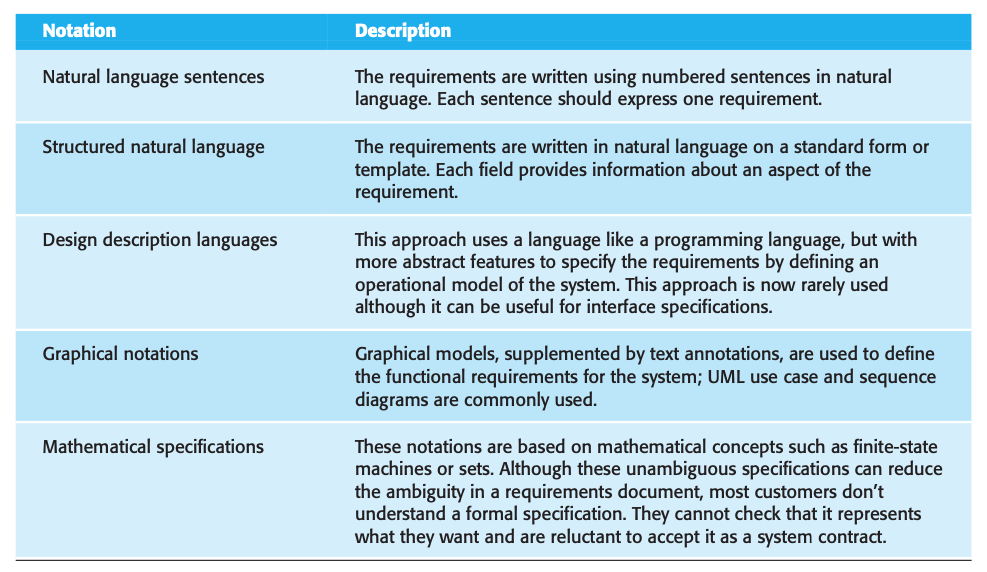 Notation Description
Natural language sentences The requirements are written using numbered sentences in natural
language. Each sentence should express one requirement.
Structured natural language The requirements are written in natural language on a standard form or
template. Each field provides information about an aspect of the
requirement.
Design description languages This approach uses a language like a programming language, but with
more abstract features to specify the requirements by defining an
operational model of the system. This approach is now rarely used
although it can be useful for interface specifications.
Graphical notations Graphical models, supplemented by text annotations, are used to define
the functional requirements for the system; UML use case and sequence
diagrams are commonly used.
Mathematical specifications These notations are based on mathematical concepts such as finite-state
machines or sets. Although these unambiguous specifications can reduce
the ambiguity in a requirements document, most customers don’t
understand a formal specification. They cannot check that it represents
what they want and are reluctant to accept it as a system contract.